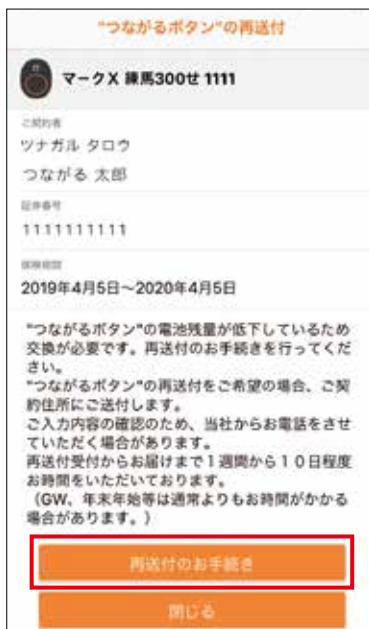 "つながるボタン"の再送付
マークX 練馬300せ 1111
ご契約者
ツナガル タロウ
つながる 太郎
証券番号
1111111111
保険期間
2019年4月5日〜2020年4月5日
"つながるボタン"の電池残量が低下しているため
交換が必要です。再送付のお手続きを行ってくだ
さい。
"つながるボタン"の再送付をご希望の場合、ご契
約住所にご送付します。
ご入力内容の確認のため、当社からお電話をさせ
ていただく場合があります。
再送付受付からお届けまで１週間から１０日程度
お時間をいただいております。
（GW、年末年始等は通常よりもお時間がかかる
場合があります。）
再送付のお手続き
閉じる